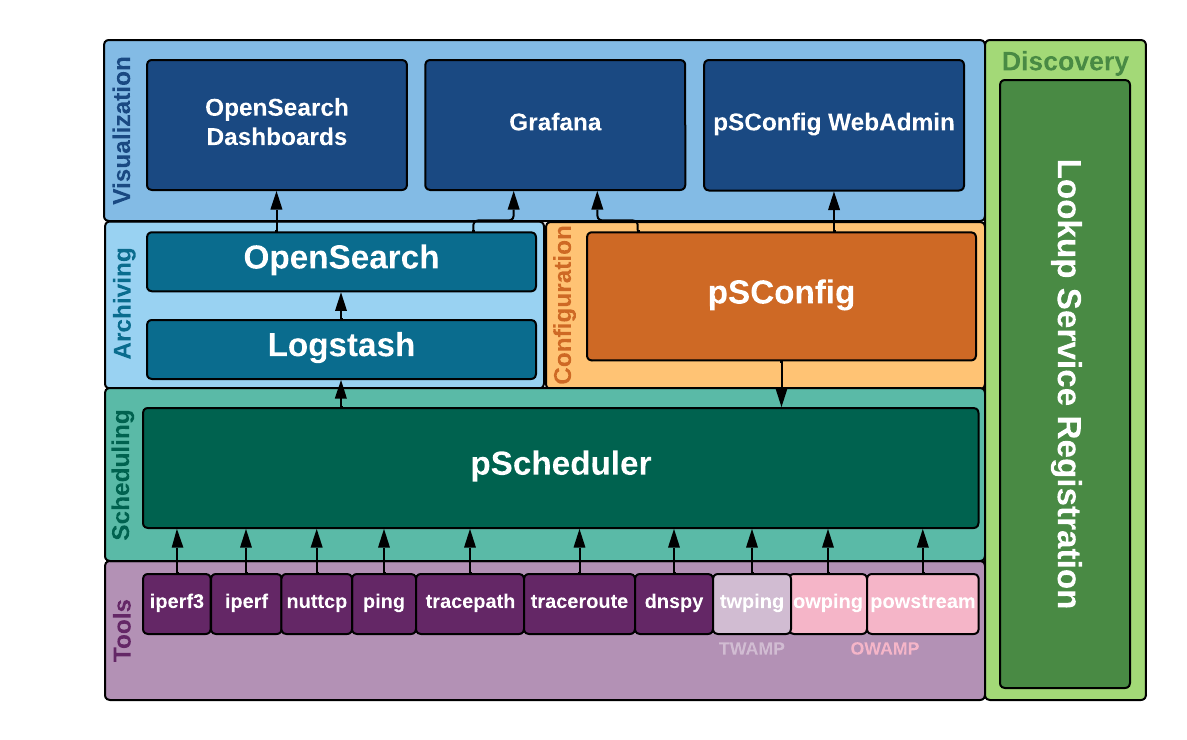 Discovery
Visualization
OpenSearch
Dashboards
Grafana
pSConfig WebAdmin
Lookup Service Registration
Archiving
OpenSearch
Logstash
Configuration
pSConfig
Scheduling
pScheduler
Tools
iperf3
iperf
nuttcp
ping
tracepath
traceroute
dnspy
twping
owping
powstream
TWAMP
OWAMP